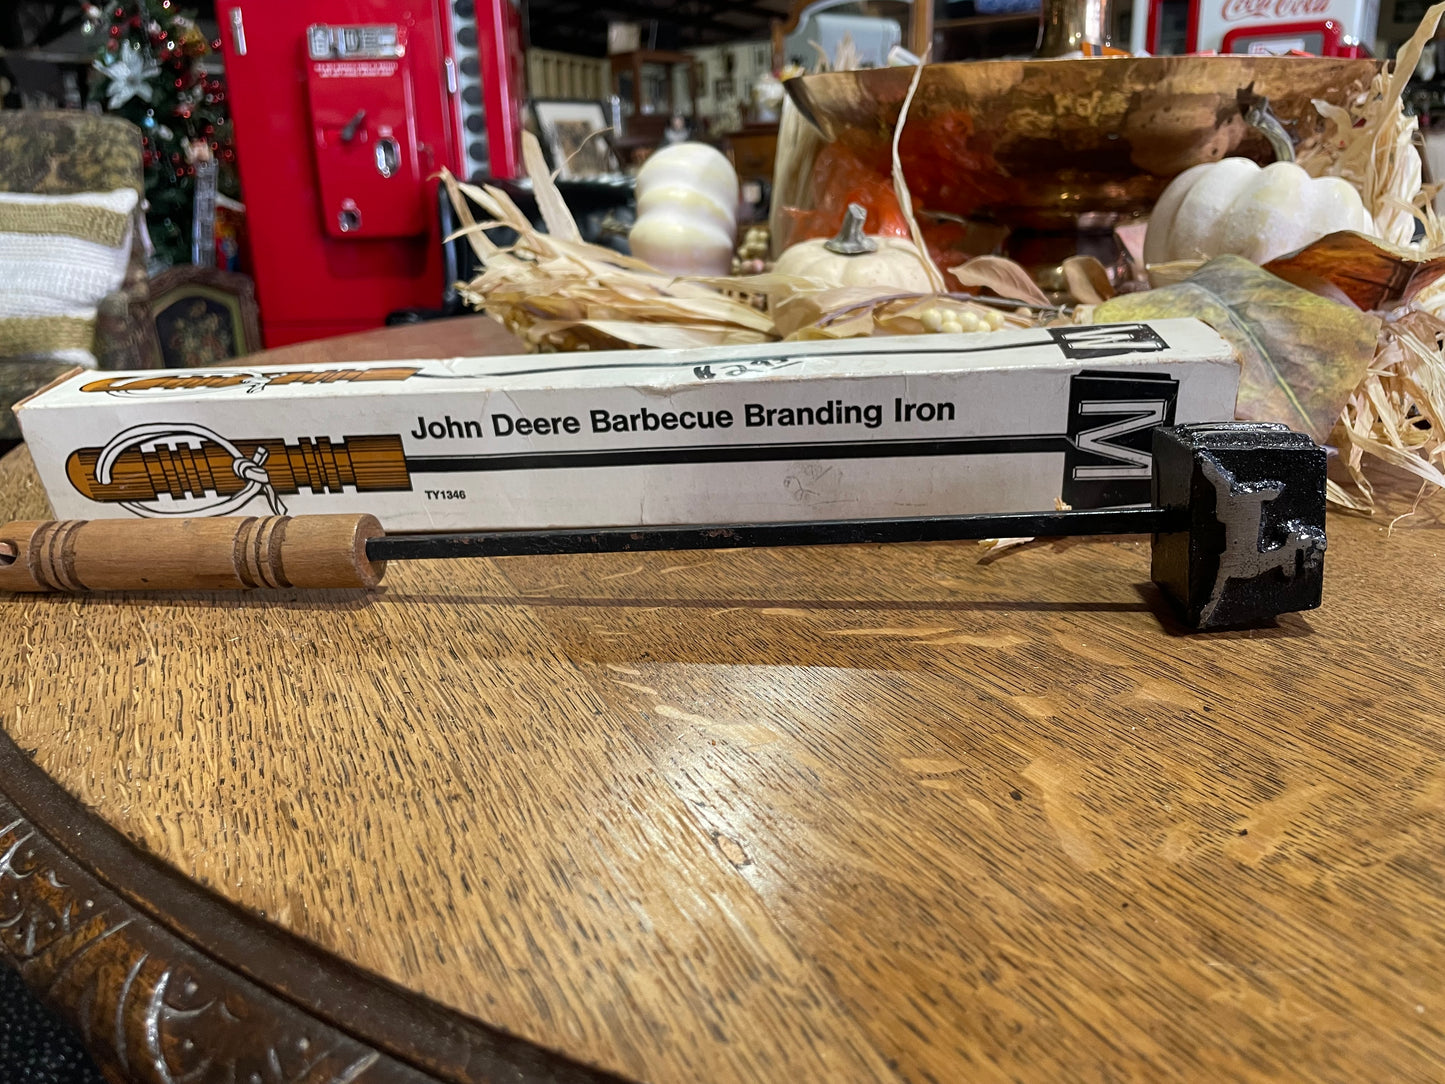 Coca-Cola
John Deere Barbecue Branding Iron
M
TY1346